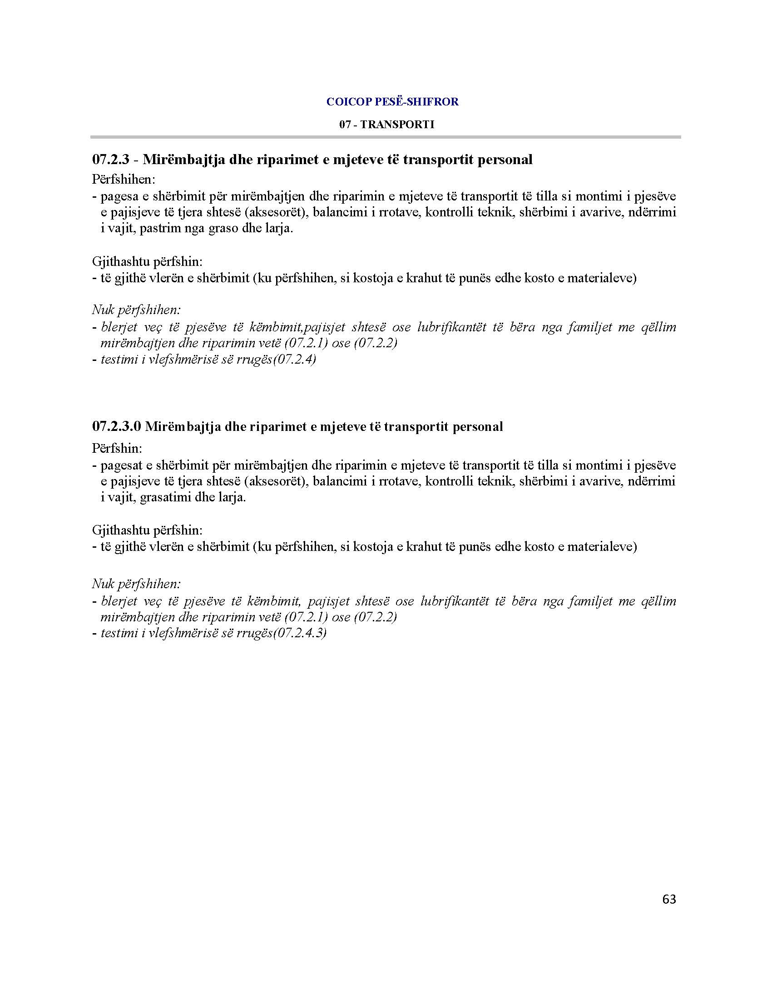 COICOP PESË-SHIFROR
07 - TRANSPORTI
07.2.3 - Mirëmbajtja dhe riparimet e mjeteve të transportit personal
Përfshihen:
- pagesa e shërbimit për mirëmbajtjen dhe riparimin e mjeteve të transportit të tilla si montimi i pjesëve
e pajisjeve të tjera shtesë (aksesorët), balancimi i rrotave, kontrolli teknik, shërbimi i avarive, ndërrimi
i vajit, pastrim nga graso dhe larja.
Gjithashtu përfshin:
- të gjithë vlerën e shërbimit (ku përfshihen, si kostoja e krahut të punës edhe kosto e materialeve)
Nuk përfshihen:
- blerjet veç të pjesëve të këmbimit,pajisjet shtesë ose lubrifikantët të bëra nga familjet me qëllim
mirëmbajtjen dhe riparimin vetë (07.2.1) ose (07.2.2)
- testimi i vlefshmërisë së rrugës(07.2.4)
07.2.3.0 Mirëmbajtja dhe riparimet e mjeteve të transportit personal
Përfshin:
- pagesat e shërbimit për mirëmbajtjen dhe riparimin e mjeteve të transportit të tilla si montimi i pjesëve
e pajisjeve të tjera shtesë (aksesorët), balancimi i rrotave, kontrolli teknik, shërbimi i avarive, ndërrimi
i vajit, grasatimi dhe larja.
Gjithashtu përfshin:
- të gjithë vlerën e shërbimit (ku përfshihen, si kostoja e krahut të punës edhe kosto e materialeve)
Nuk përfshihen:
- blerjet veç të pjesëve të këmbimit, pajisjet shtesë ose lubrifikantët të bëra nga familjet me qëllim
mirëmbajtjen dhe riparimin vetë (07.2.1) ose (07.2.2)
- testimi i vlefshmërisë së rrugës(07.2.4.3)
63